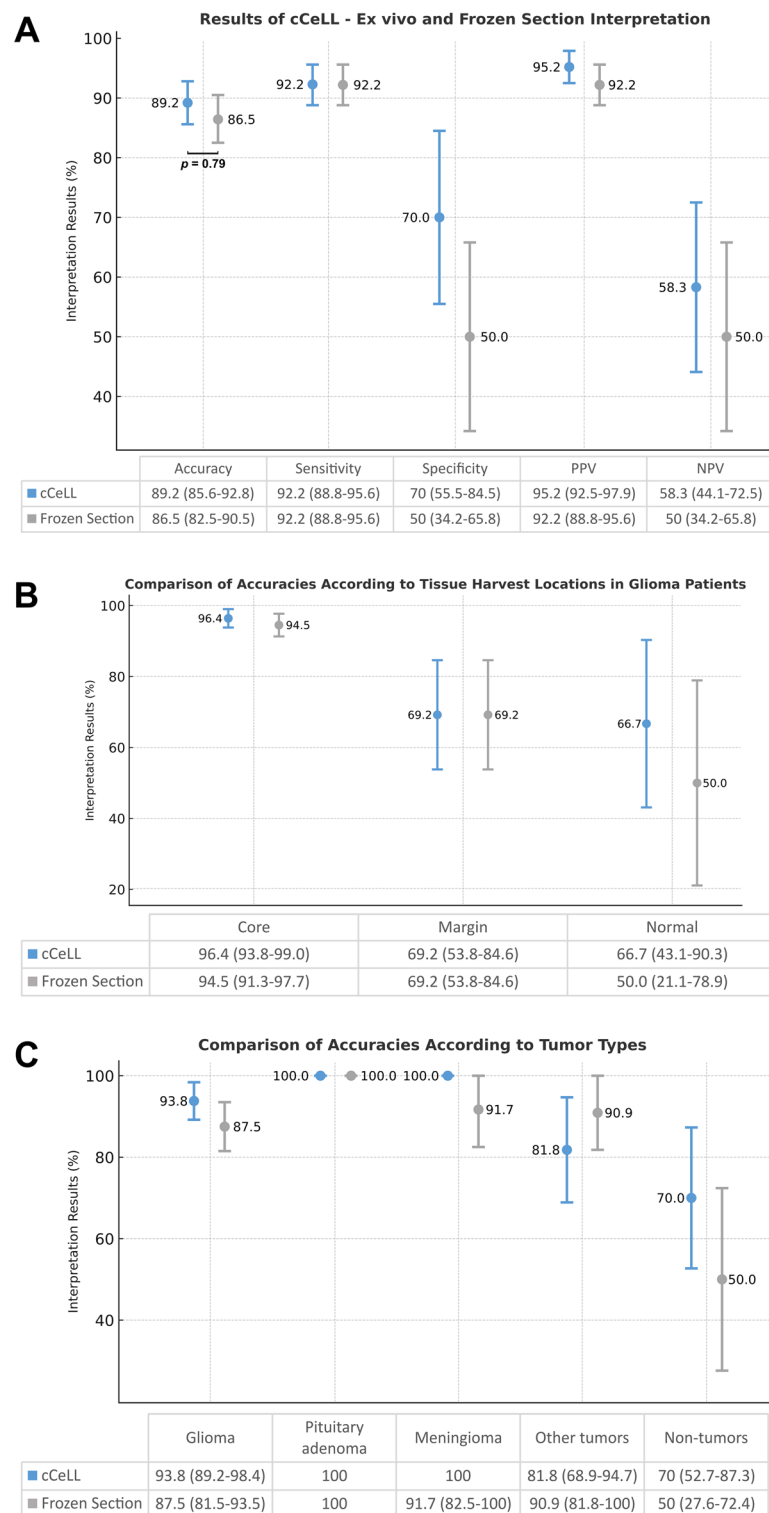 A
Results of cCeLL - Ex vivo and Frozen Section Interpretation
Interpretation Results (%)
100
90
80
70
60
50
40
89.2
86.5
p = 0.79
92.2
92.2
70.0
50.0
95.2
92.2
58.3
50.0
Accuracy Sensitivity Specificity PPV NPV
cCeLL 89.2 (85.6-92.8) 92.2 (88.8-95.6) 70 (55.5-84.5) 95.2 (92.5-97.9) 58.3 (44.1-72.5)
Frozen Section 86.5 (82.5-90.5) 92.2 (88.8-95.6) 50 (34.2-65.8) 92.2 (88.8-95.6) 50 (34.2-65.8)
B
Comparison of Accuracies According to Tissue Harvest Locations in Glioma Patients
Interpretation Results (%)
100
80
60
40
20
96.4
94.5
69.2
69.2
66.7
50.0
Core Margin Normal
cCeLL 96.4 (93.8-99.0) 69.2 (53.8-84.6) 66.7 (43.1-90.3)
Frozen Section 94.5 (91.3-97.7) 69.2 (53.8-84.6) 50.0 (21.1-78.9)
C
Comparison of Accuracies According to Tumor Types
Interpretation Results (%)
100
80
60
40
93.8
87.5
100.0
100.0
100.0
91.7
81.8
90.9
70.0
50.0
Glioma Pituitary adenoma Meningioma Other tumors Non-tumors
cCeLL 93.8 (89.2-98.4) 100 100 81.8 (68.9-94.7) 70 (52.7-87.3)
Frozen Section 87.5 (81.5-93.5) 100 91.7 (82.5-100) 90.9 (81.8-100) 50 (27.6-72.4)